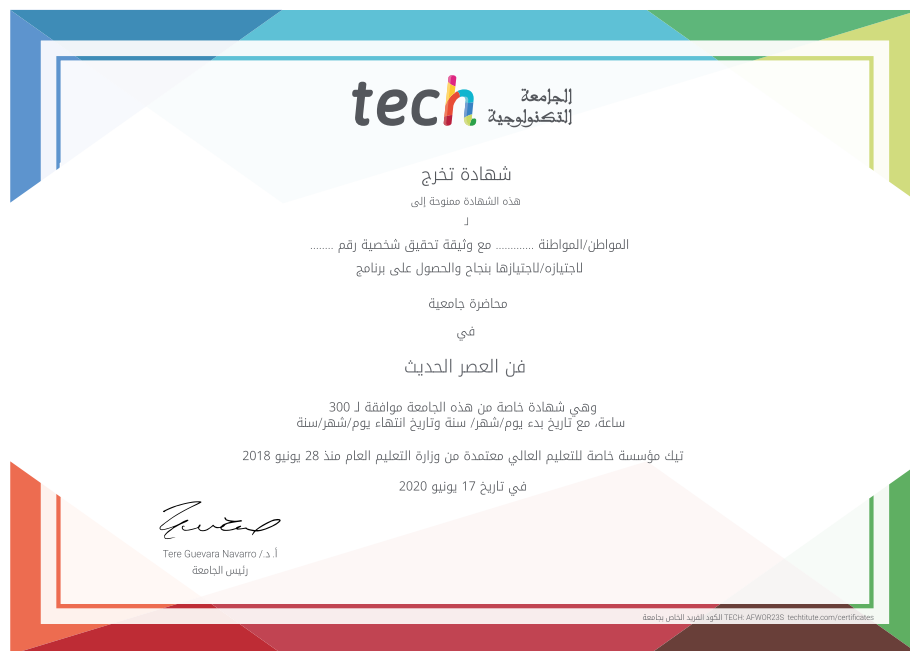 tech الجامعة
التكنولوجية
شهادة تخرج
هذه الشهادة ممنوحة إلى
لـ
المواطن/المواطنة ............. مع وثيقة تحقيق شخصية رقم ........
لاجتيازه/لاجتيازها بنجاح والحصول على برنامج
محاضرة جامعية
في
فن العصر الحديث
وهي شهادة خاصة من هذه الجامعة موافقة لـ 300
ساعة، مع تاريخ بدء يوم/شهر/ سنة وتاريخ انتهاء يوم/شهر/سنة
تيك مؤسسة خاصة للتعليم العالي معتمدة من وزارة التعليم العام منذ 28 يونيو 2018
في تاريخ 17 يونيو 2020
أ. د./ Tere Guevara Navarro
رئيس الجامعة
الكود الفريد الخاص بجامعة TECH: AFWOR23S techtitute.com/certificates